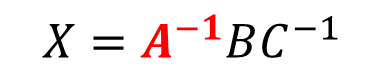 X = A⁻¹BC⁻¹